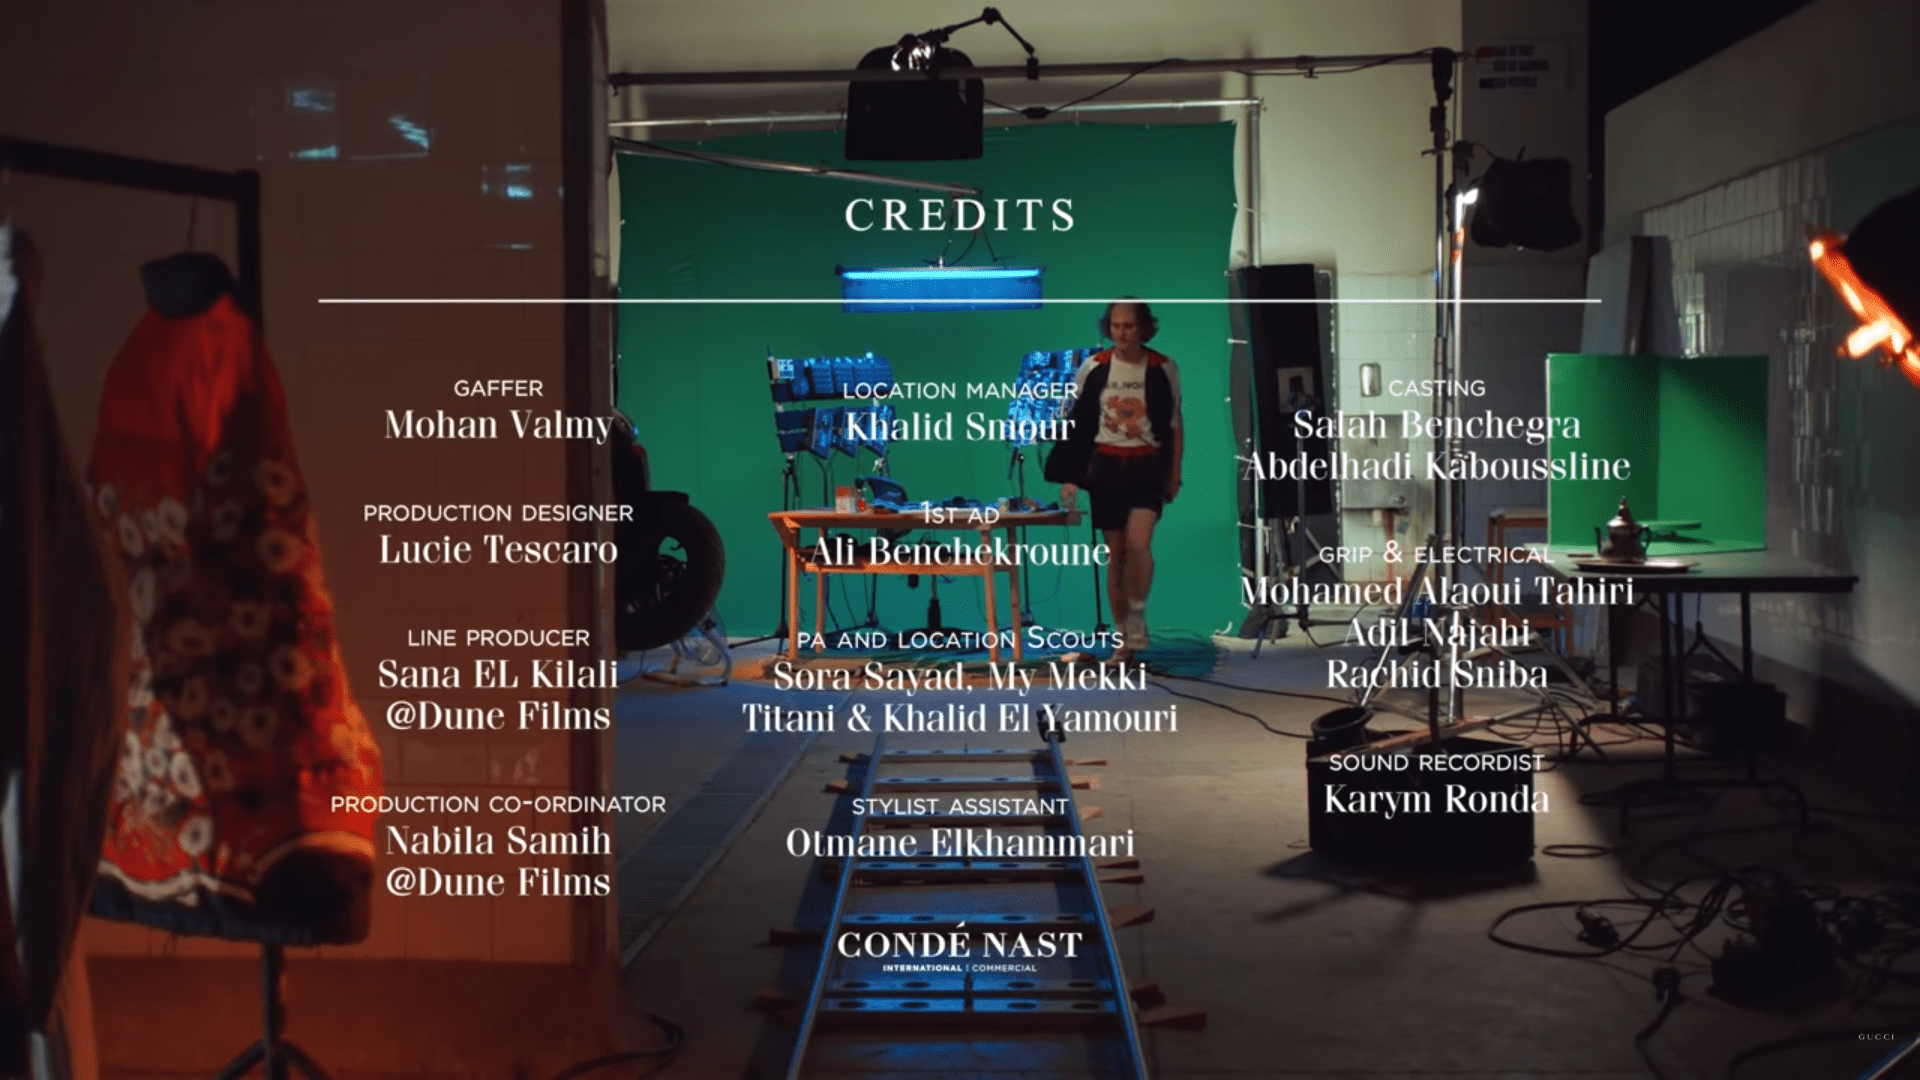 CREDITS
GAFFER
Mohan Valmy
PRODUCTION DESIGNER
Lucie Tescaro
LINE PRODUCER
Sana EL Kilali
@Dune Films
PRODUCTION CO-ORDINATOR
Nabila Samih
@Dune Films
LOCATION MANAGER
Khalid Smour
1ST AD
Ali Benchekroune
PA AND LOCATION SCOUTS
Sora Sayad, My Mekki
Titani & Khalid El Yamouri
STYLIST ASSISTANT
Otmane Elkhammari
CASTING
Salah Benchegra
Abdelhadi Kaboussline
GRIP & ELECTRICAL
Mohamed Alaoui Tahiri
Adil Najahi
Rachid Sniba
SOUND RECORDIST
Karym Ronda
CONDÉ NAST
INTERNATIONAL | COMMERCIAL
GUCCI